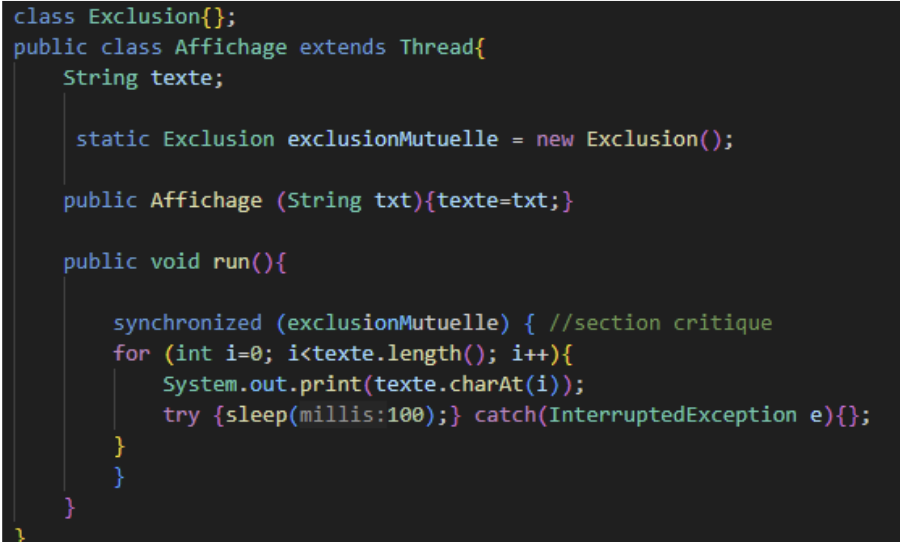 class Exclusion{};
public class Affichage extends Thread{
    String texte;

     static Exclusion exclusionMutuelle = new Exclusion();

    public Affichage (String txt){texte=txt;}

    public void run(){

        synchronized (exclusionMutuelle) { //section critique
        for (int i=0; i<texte.length(); i++){
            System.out.print(texte.charAt(i));
            try {sleep(millis:100);} catch(InterruptedException e){};
        }
        }
    }
}